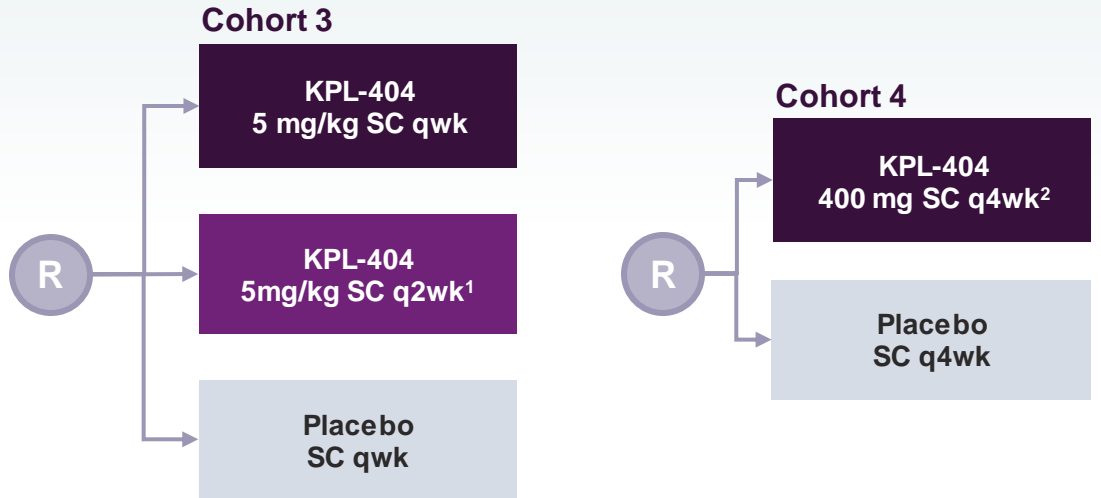 Cohort 3
R
KPL-404
5 mg/kg SC qwk
KPL-404
5mg/kg SC q2wk¹
Placebo
SC qwk
Cohort 4
R
KPL-404
400 mg SC q4wk²
Placebo
SC q4wk